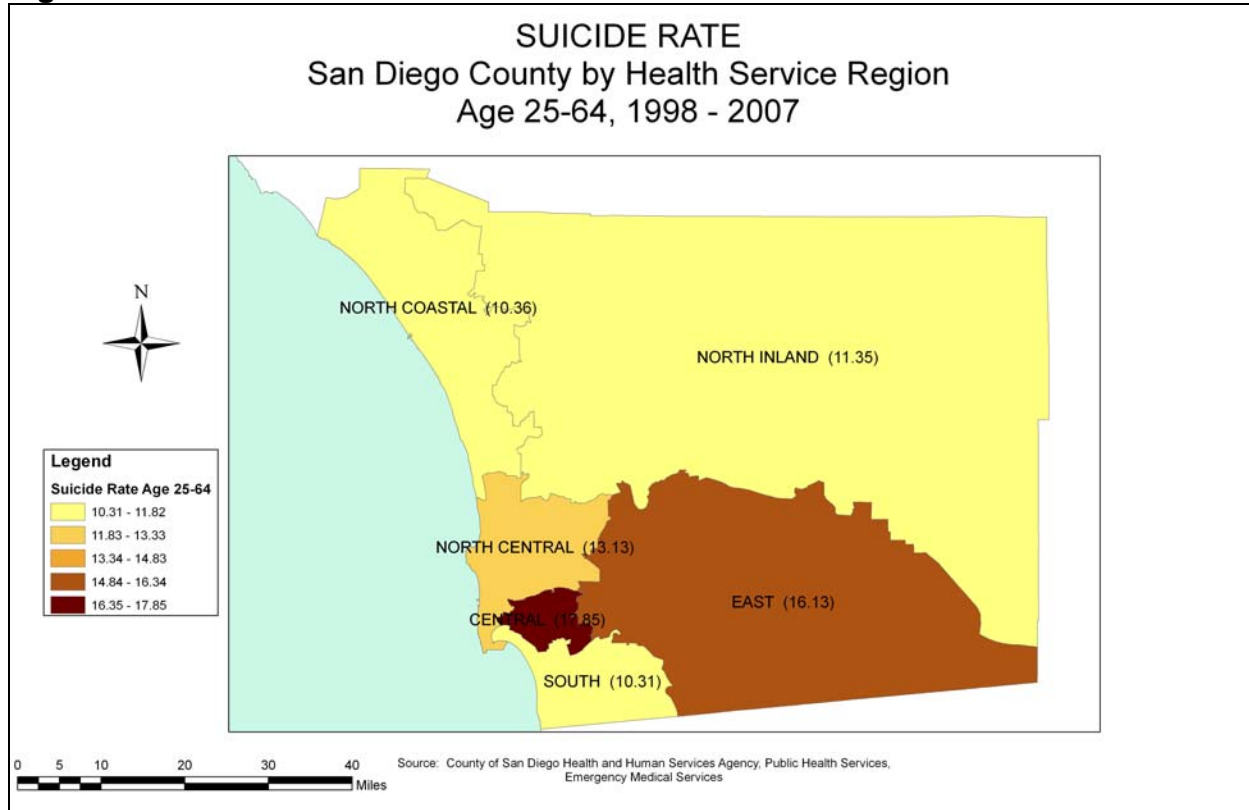 SUICIDE RATE
San Diego County by Health Service Region
Age 25-64, 1998 - 2007
N
NORTH COASTAL (10.36)
NORTH INLAND (11.35)
NORTH CENTRAL (13.13)
EAST (16.13)
CENTRAL (17.85)
SOUTH (10.31)
Legend
Suicide Rate Age 25-64
10.31 - 11.82
11.83 - 13.33
13.34 - 14.83
14.84 - 16.34
16.35 - 17.85
0 5 10 20 30 40
Miles
Source: County of San Diego Health and Human Services Agency, Public Health Services,
Emergency Medical Services